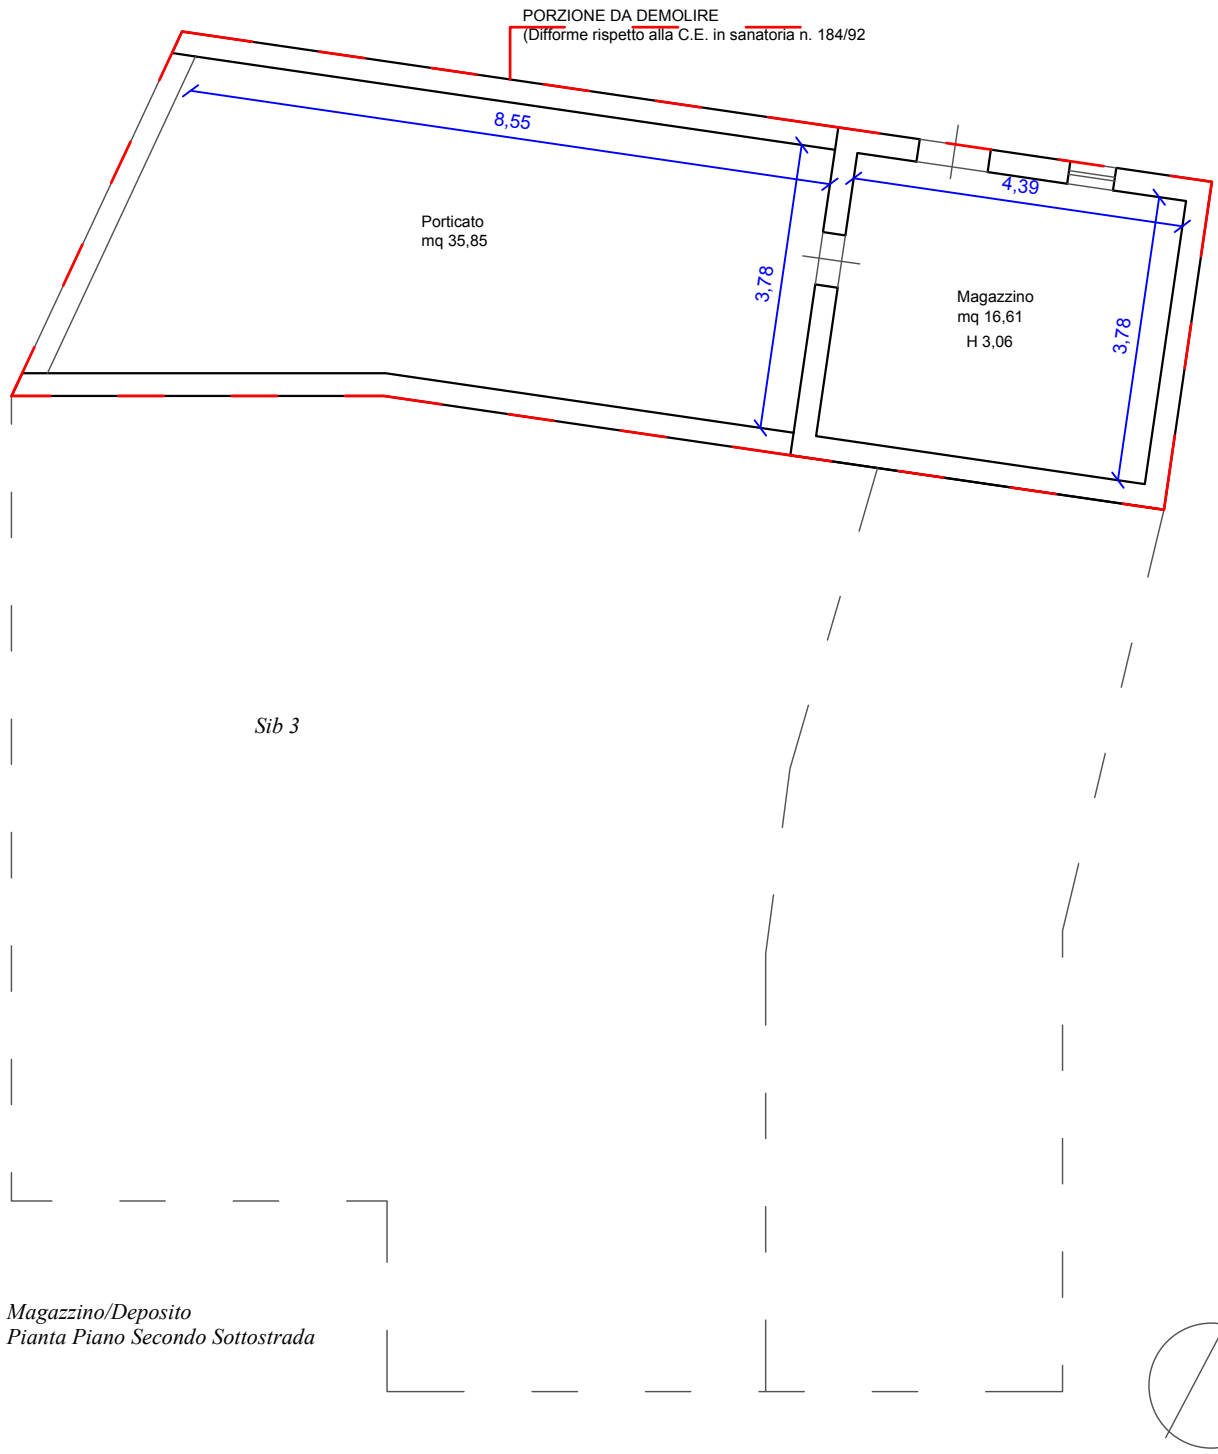 PORZIONE DA DEMOLIRE
(Difforme rispetto alla C.E. in sanatoria n. 184/92
8,55
4,39
Porticato
mq 35,85
3,78
Magazzino
mq 16,61
H 3,06
3,78
Sib 3
Magazzino/Deposito
Pianta Piano Secondo Sottostrada